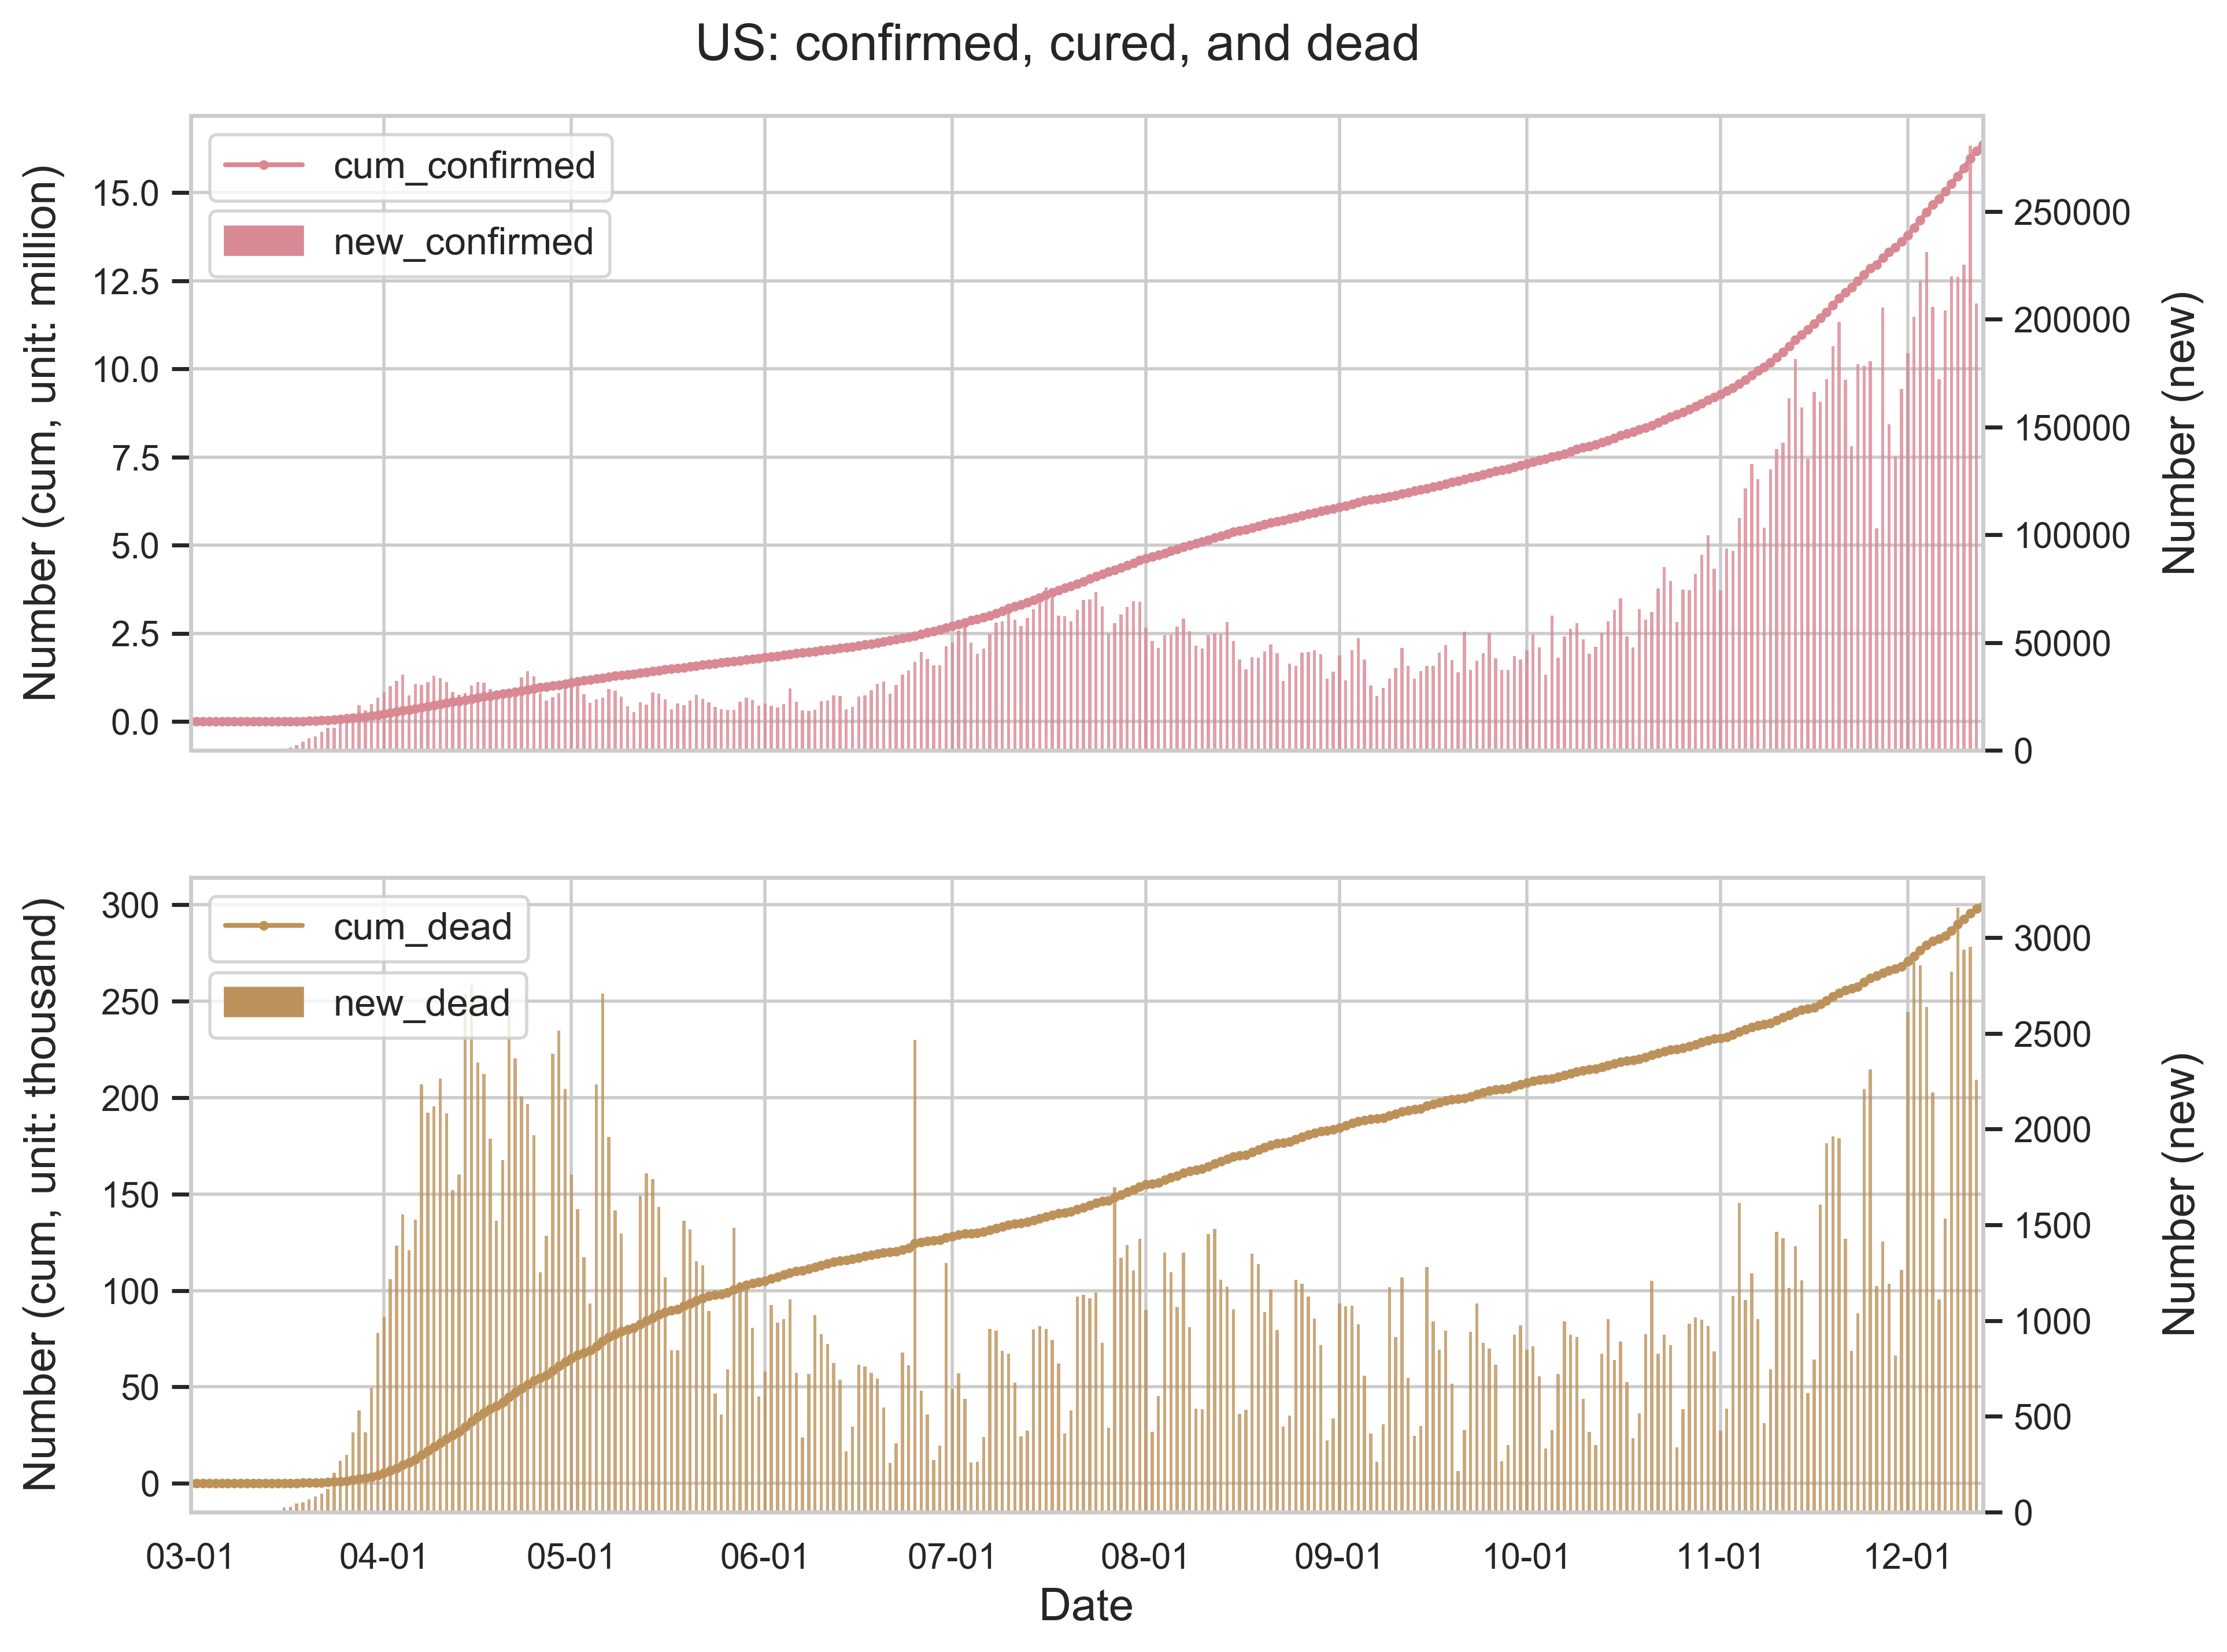 US: confirmed, cured, and dead
cum_confirmed
new_confirmed
Number (cum, unit: million)
15.0
12.5
10.0
7.5
5.0
2.5
0.0
250000
200000
150000
100000
50000
0
Number (new)
cum_dead
new_dead
Number (cum, unit: thousand)
300
250
200
150
100
50
0
3000
2500
2000
1500
1000
500
0
Number (new)
03-01 04-01 05-01 06-01 07-01 08-01 09-01 10-01 11-01 12-01
Date